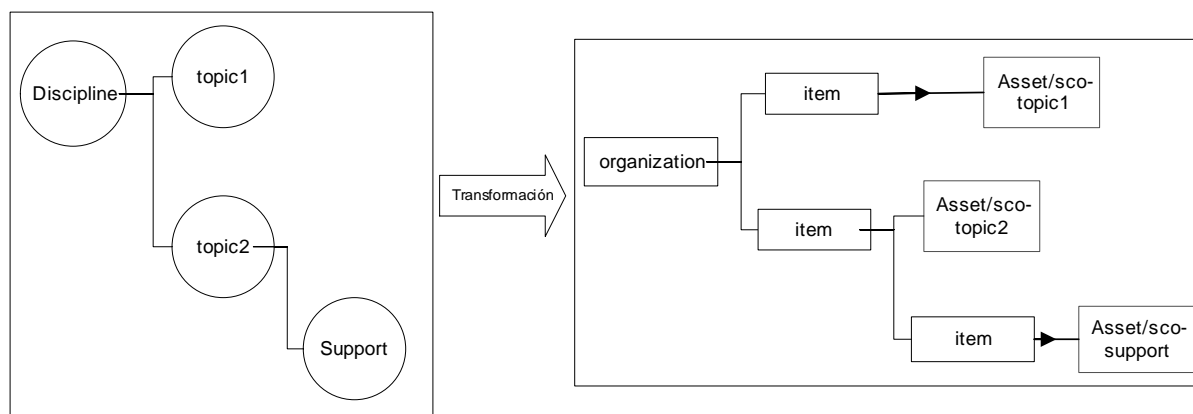 Discipline
topic1
topic2
Support
Transformación
organization
item
Asset/sco-
topic1
item
Asset/sco-
topic2
item
Asset/sco-
support